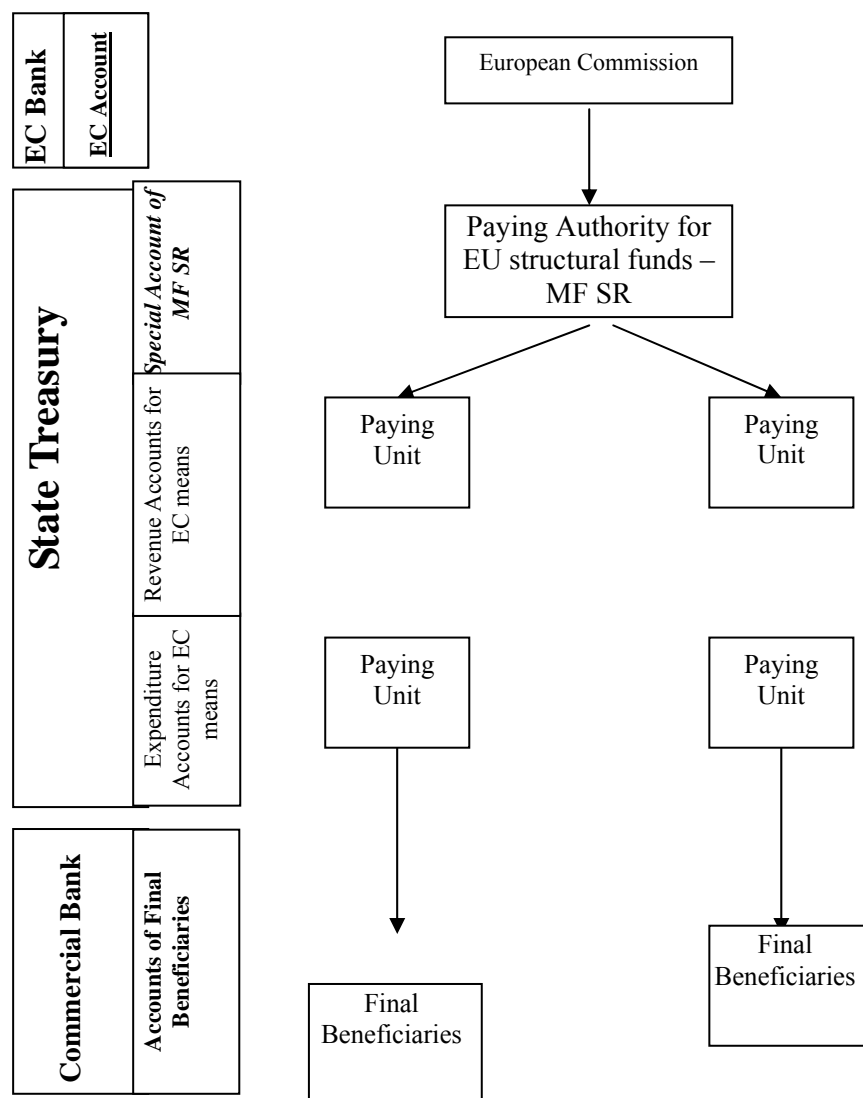 EC Bank
EC Account
European Commission
State Treasury
Special Account of
MF SR
Paying Authority for
EU structural funds –
MF SR
Revenue Accounts for
EC means
Paying
Unit
Paying
Unit
Expenditure
Accounts for EC
means
Paying
Unit
Paying
Unit
Commercial Bank
Accounts of Final
Beneficiaries
Final
Beneficiaries
Final
Beneficiaries